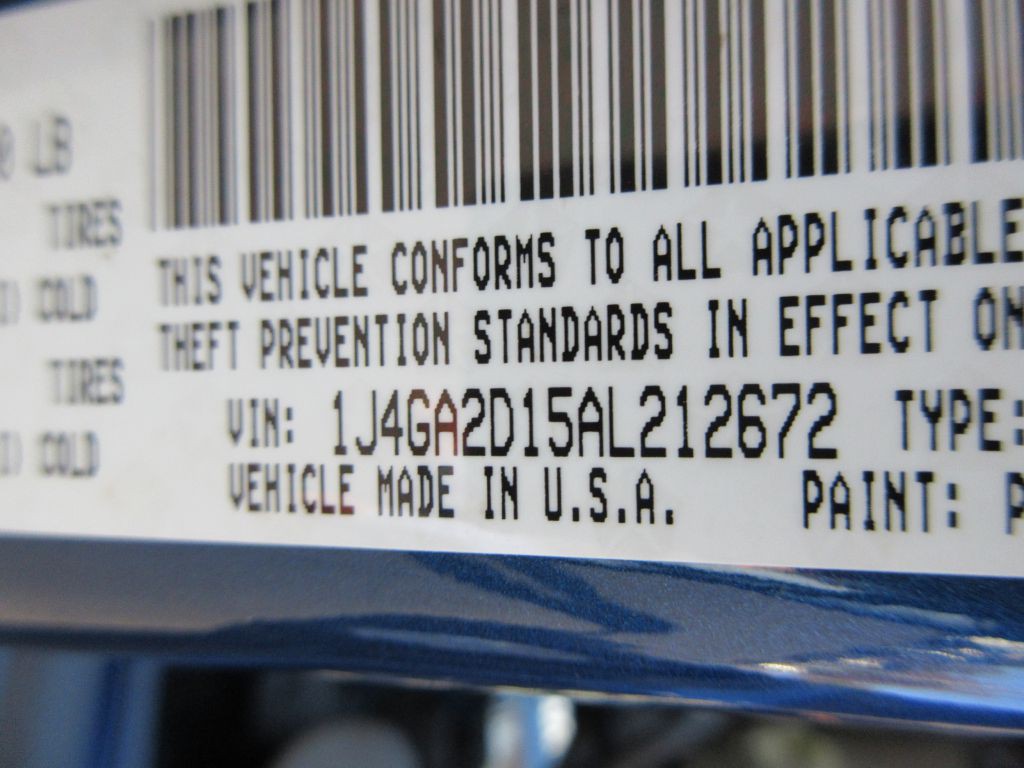 LB
TIRES
COLD
TIRES
COLD
THIS VEHICLE CONFORMS TO ALL APPLICABLE
THEFT PREVENTION STANDARDS IN EFFECT ON
VIN: 1J4GA2D15AL212672 TYPE:
VEHICLE MADE IN U.S.A. PAINT: